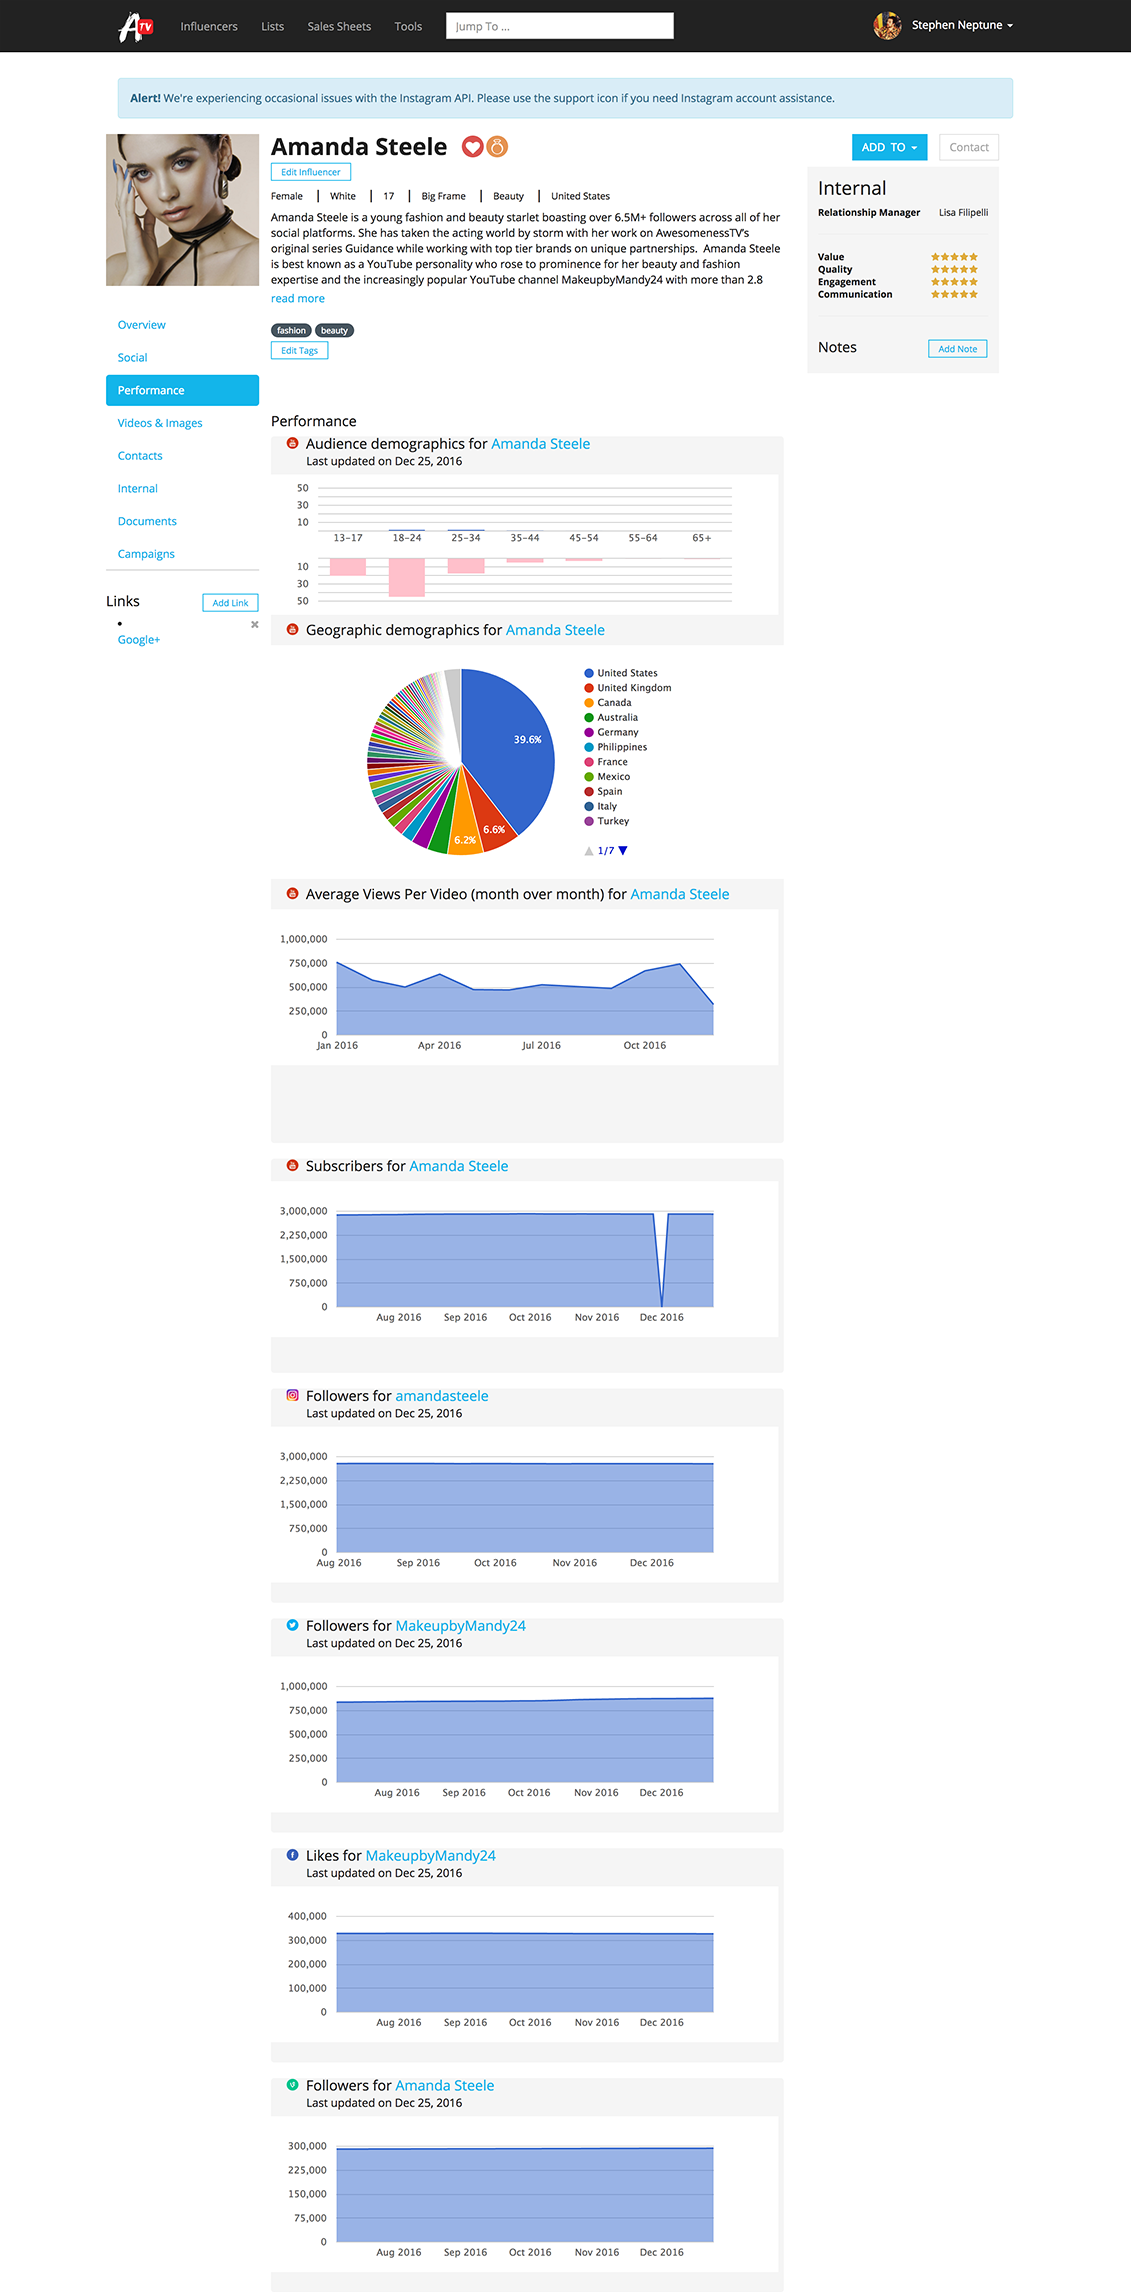 A TV
Influencers Lists Sales Sheets Tools Jump To ... Stephen Neptune
Alert! We're experiencing occasional issues with the Instagram API. Please use the support icon if you need Instagram account assistance.
Amanda Steele
ADD TO Contact
Edit Influencer
Female | White | 17 | Big Frame | Beauty | United States
Amanda Steele is a young fashion and beauty starlet boasting over 6.5M+ followers across all of her
social platforms. She has taken the acting world by storm with her work on AwesomenessTV's
original series Guidance while working with top tier brands on unique partnerships. Amanda Steele
is best known as a YouTube personality who rose to prominence for her beauty and fashion
expertise and the increasingly popular YouTube channel MakeupbyMandy24 with more than 2.8
read more
fashion beauty
Edit Tags
Internal
Relationship Manager Lisa Filipelli
Value
Quality
Engagement
Communication
Notes Add Note
Overview
Social
Performance
Videos & Images
Contacts
Internal
Documents
Campaigns
Links Add Link
Google+
Performance
Audience demographics for Amanda Steele
Last updated on Dec 25, 2016
50
30
10
13-17 18-24 25-34 35-44 45-54 55-64 65+
10
30
50
Geographic demographics for Amanda Steele
39.6%
6.6%
6.2%
United States
United Kingdom
Canada
Australia
Germany
Philippines
France
Mexico
Spain
Italy
Turkey
1/7
Average Views Per Video (month over month) for Amanda Steele
1,000,000
750,000
500,000
250,000
0
Jan 2016 Apr 2016 Jul 2016 Oct 2016
Subscribers for Amanda Steele
3,000,000
2,250,000
1,500,000
750,000
0
Aug 2016 Sep 2016 Oct 2016 Nov 2016 Dec 2016
Followers for amandasteele
Last updated on Dec 25, 2016
3,000,000
2,250,000
1,500,000
750,000
0
Aug 2016 Sep 2016 Oct 2016 Nov 2016 Dec 2016
Followers for MakeupbyMandy24
Last updated on Dec 25, 2016
1,000,000
750,000
500,000
250,000
0
Aug 2016 Sep 2016 Oct 2016 Nov 2016 Dec 2016
Likes for MakeupbyMandy24
Last updated on Dec 25, 2016
400,000
300,000
200,000
100,000
0
Aug 2016 Sep 2016 Oct 2016 Nov 2016 Dec 2016
Followers for Amanda Steele
Last updated on Dec 25, 2016
300,000
225,000
150,000
75,000
0
Aug 2016 Sep 2016 Oct 2016 Nov 2016 Dec 2016